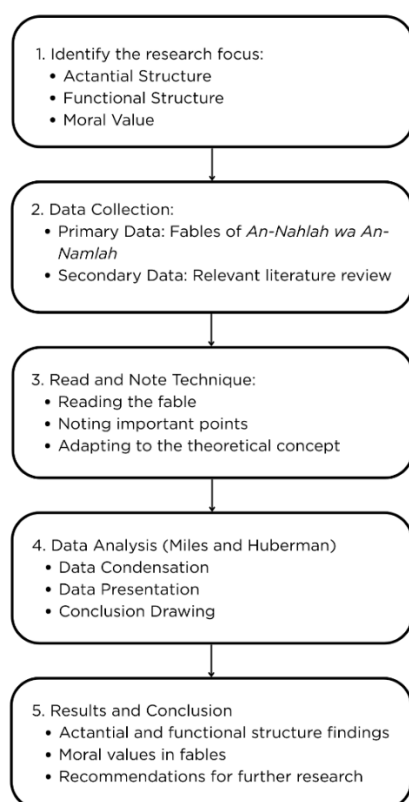 1. Identify the research focus:
• Actantial Structure
• Functional Structure
• Moral Value
2. Data Collection:
• Primary Data: Fables of An-Nahlah wa An-
Namlah
• Secondary Data: Relevant literature review
3. Read and Note Technique:
• Reading the fable
• Noting important points
• Adapting to the theoretical concept
4. Data Analysis (Miles and Huberman)
• Data Condensation
• Data Presentation
• Conclusion Drawing
5. Results and Conclusion
• Actantial and functional structure findings
• Moral values in fables
• Recommendations for further research